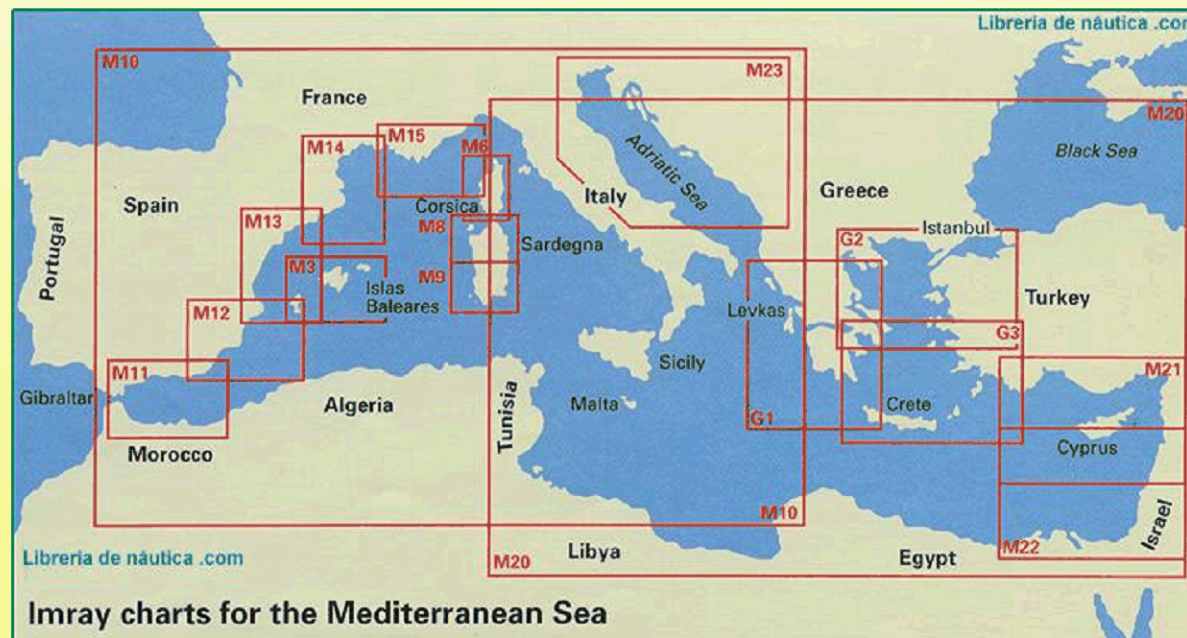 Libreria de náutica .com
M10
M23
France
M20
M15
M14
M6
Adriatic Sea
Black Sea
Spain
Italy
Greece
Corsica
M13
M8
Istanbul
G2
Sardegna
Portugal
M3
M9
Islas
Baleares
Turkey
M12
Levkas
G3
Sicily
M11
M21
Gibraltar
Algeria
Tunisia
Malta
Crete
G1
Morocco
Cyprus
M10
Israel
Libreria de náutica .com
M20
Libya
Egypt
M22
Imray charts for the Mediterranean Sea